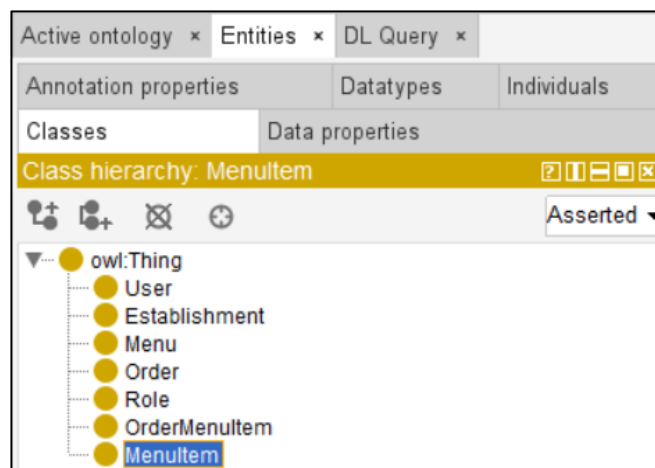 Active ontology × Entities × DL Query ×
Annotation properties Datatypes Individuals
Classes Data properties
Class hierarchy: MenuItem
Asserted
owl:Thing
User
Establishment
Menu
Order
Role
OrderMenuItem
MenuItem